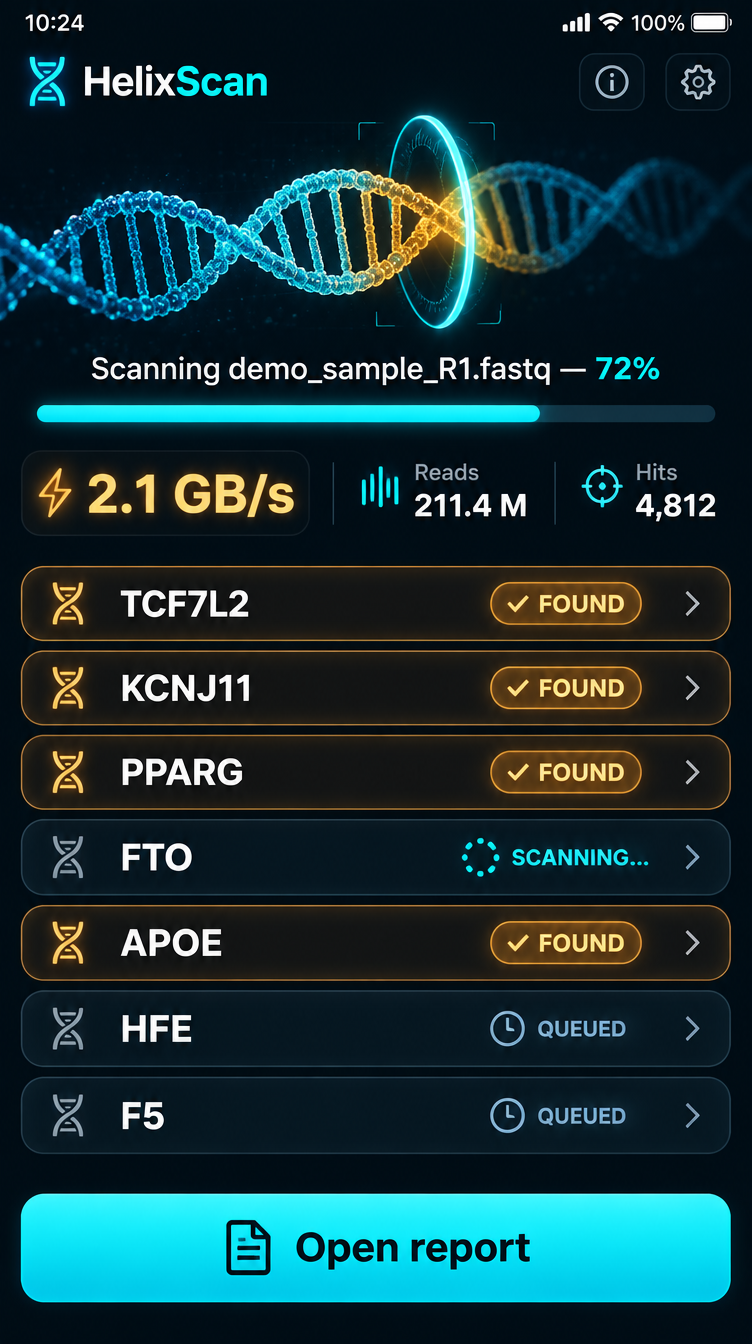 10:24
100%
HelixScan
Scanning demo_sample_R1.fastq — 72%
2.1 GB/s
Reads
211.4 M
Hits
4,812
TCF7L2
FOUND
KCNJ11
FOUND
PPARG
FOUND
FTO
SCANNING...
APOE
FOUND
HFE
QUEUED
F5
QUEUED
Open report